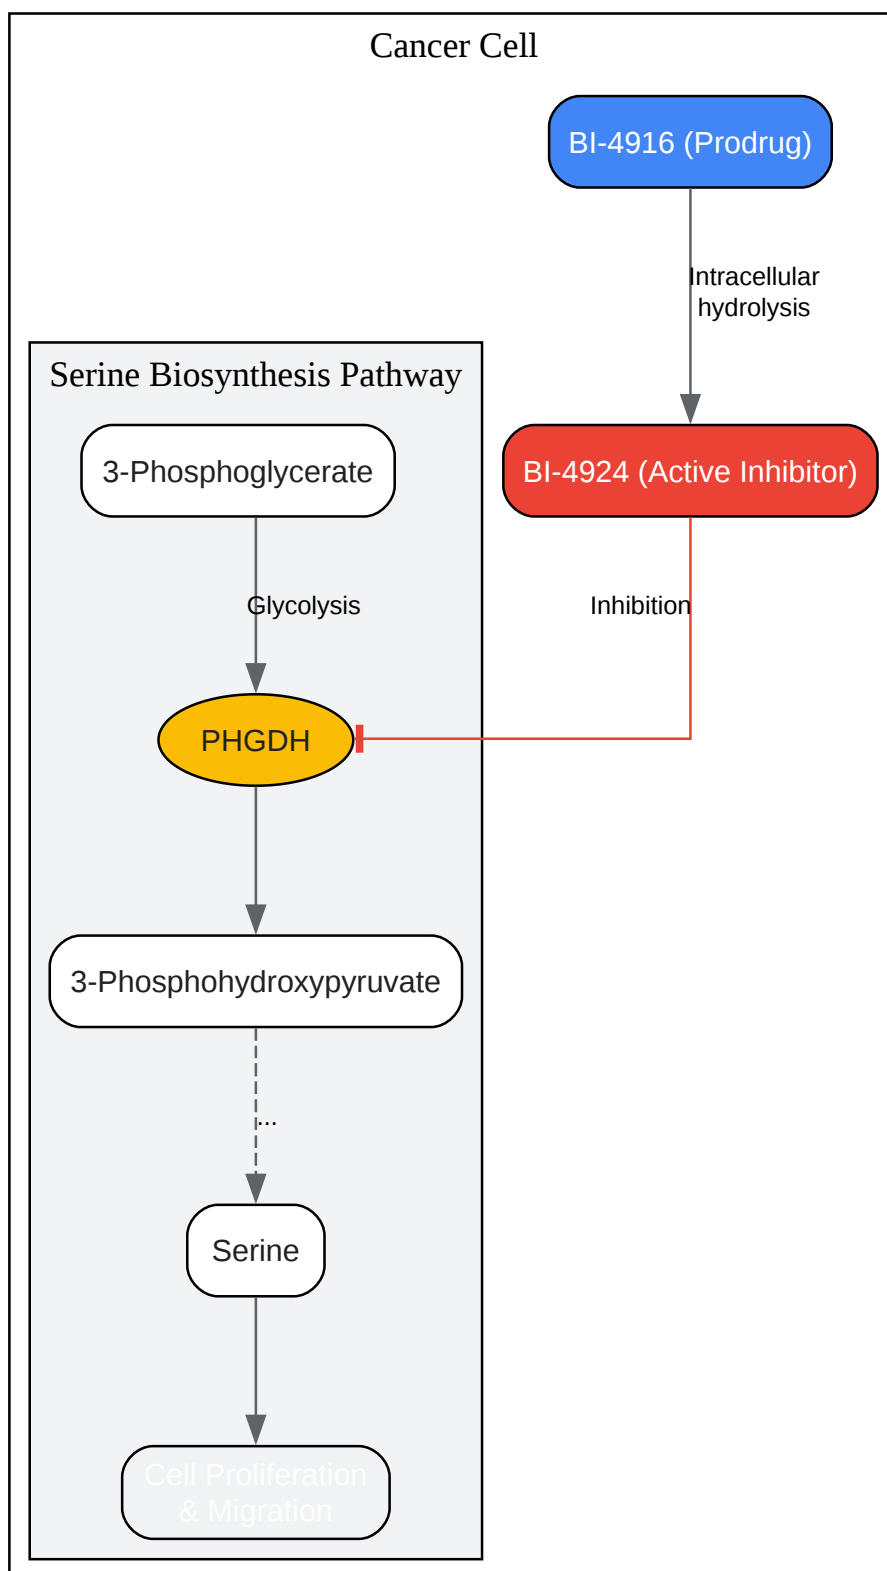 Cancer Cell
BI-4916 (Prodrug)
Intracellular
hydrolysis
Serine Biosynthesis Pathway
3-Phosphoglycerate
BI-4924 (Active Inhibitor)
Glycolysis
Inhibition
PHGDH
3-Phosphohydroxypyruvate
...
Serine
Cell Proliferation
& Migration